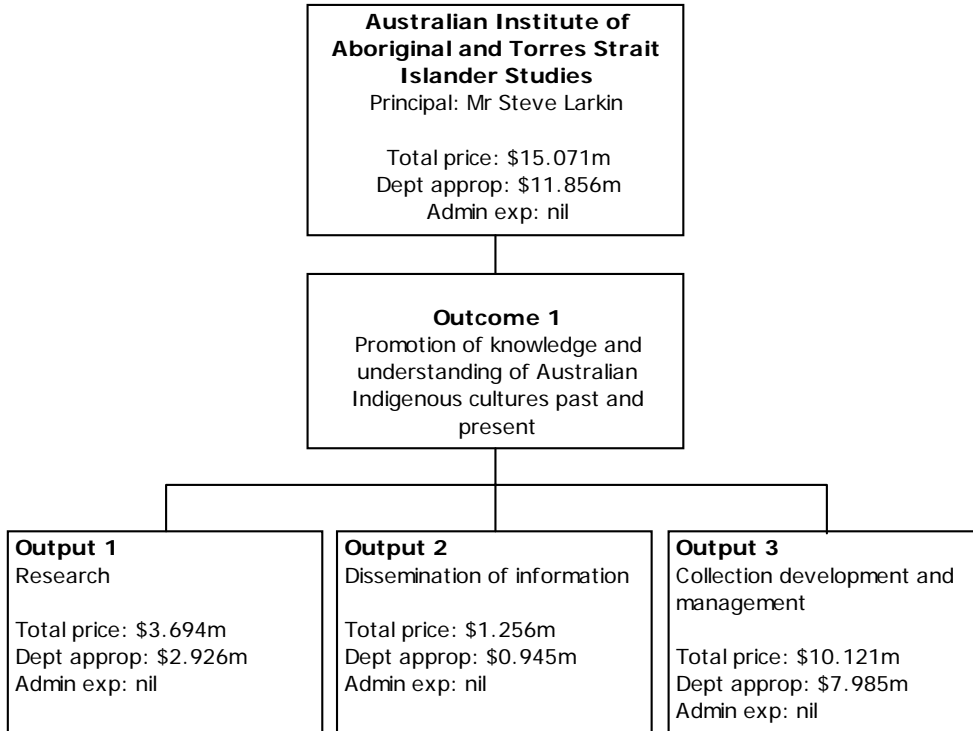 Australian Institute of
Aboriginal and Torres Strait
Islander Studies
Principal: Mr Steve Larkin
Total price: $15.071m
Dept approp: $11.856m
Admin exp: nil
Outcome 1
Promotion of knowledge and
understanding of Australian
Indigenous cultures past and
present
Output 1
Research
Total price: $3.694m
Dept approp: $2.926m
Admin exp: nil
Output 2
Dissemination of information
Total price: $1.256m
Dept approp: $0.945m
Admin exp: nil
Output 3
Collection development and
management
Total price: $10.121m
Dept approp: $7.985m
Admin exp: nil